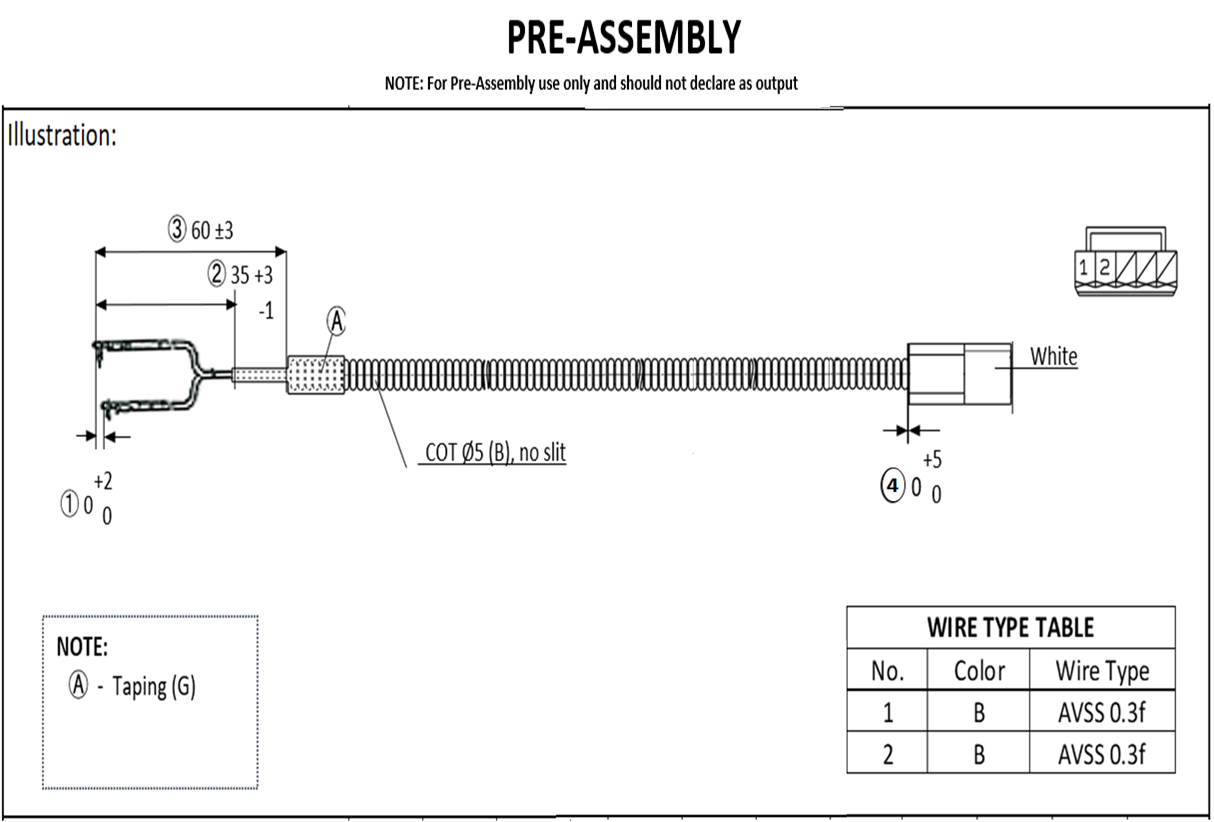 PRE-ASSEMBLY
NOTE: For Pre-Assembly use only and should not declare as output
Illustration:
③ 60 ±3
② 35 +3
-1
A
1 2
White
COT Ø5 (B), no slit
+2
① 0
0
+5
④ 0
0
NOTE:
Ⓐ - Taping (G)
WIRE TYPE TABLE
No. Color Wire Type
1 B AVSS 0.3f
2 B AVSS 0.3f